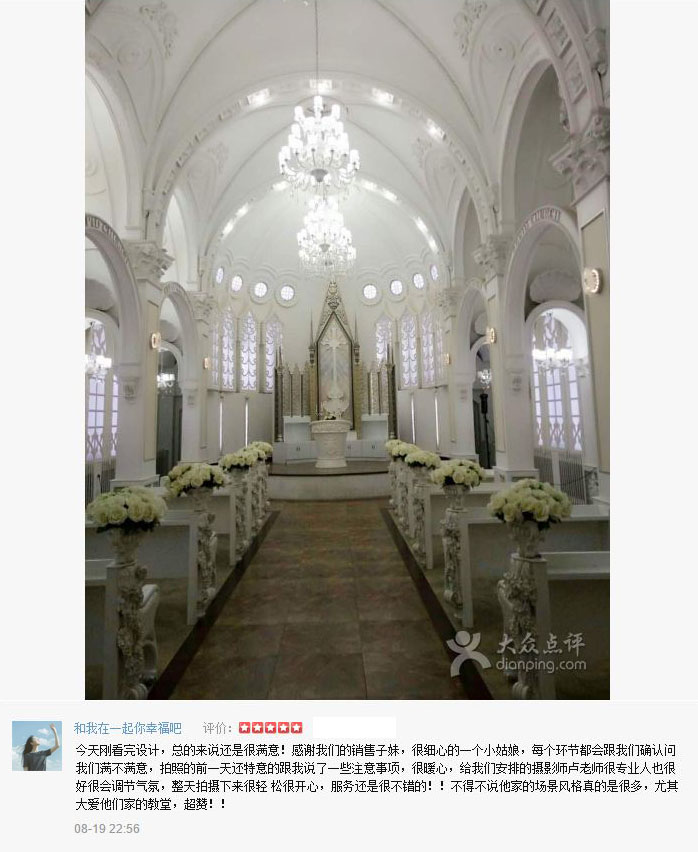 大众点评
dianping.com
和我在一起你幸福吧 评价:
今天刚看完设计，总的来说还是很满意！感谢我们的销售子妹，很细心的一个小姑娘，每个环节都会跟我们确认问
我们满不满意，拍照的前一天还特意的跟我说了一些注意事项，很暖心，给我们安排的摄影师卢老师很专业人也很
好很会调节气氛，整天拍摄下来很轻 松很开心，服务还是很不错的！！不得不说他家的场景风格真的是很多，尤其
大爱他们家的教堂，超赞！！
08-19 22:56